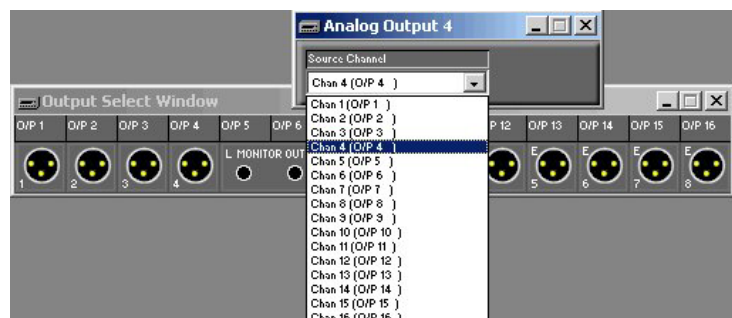 Analog Output 4
Source Channel
Chan 4 (O/P 4 )
Output Select Window
O/P 1 O/P 2 O/P 3 O/P 4 O/P 5 O/P 6 P 12 O/P 13 O/P 14 O/P 15 O/P 16
L MONITOR OUT
E E E E
1 2 3 4 5 6 7 8
Chan 1 (O/P 1 )
Chan 2 (O/P 2 )
Chan 3 (O/P 3 )
Chan 4 (O/P 4 )
Chan 5 (O/P 5 )
Chan 6 (O/P 6 )
Chan 7 (O/P 7 )
Chan 8 (O/P 8 )
Chan 9 (O/P 9 )
Chan 10 (O/P 10 )
Chan 11 (O/P 11 )
Chan 12 (O/P 12 )
Chan 13 (O/P 13 )
Chan 14 (O/P 14 )
Chan 15 (O/P 15 )
Chan 16 (O/P 16 )